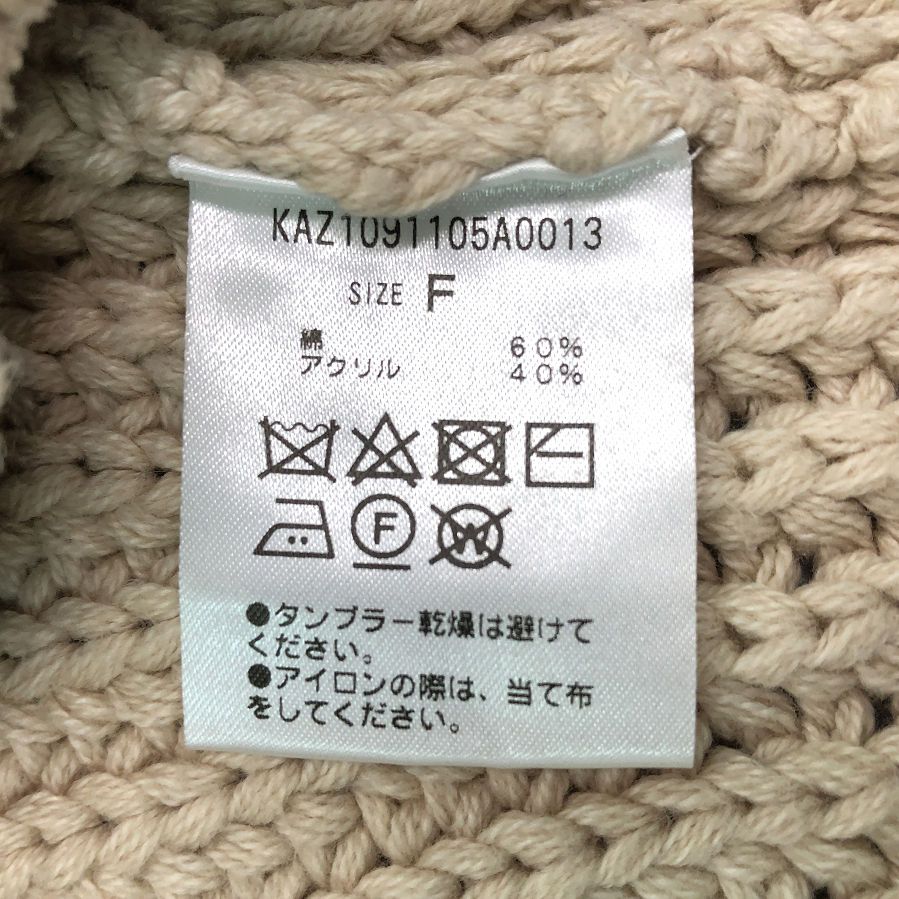 KAZ1091105A0013
SIZE F
綿 60%
アクリル 40%
F
W
●タンブラー乾燥は避けて
ください。
●アイロンの際は、当て布
をしてください。